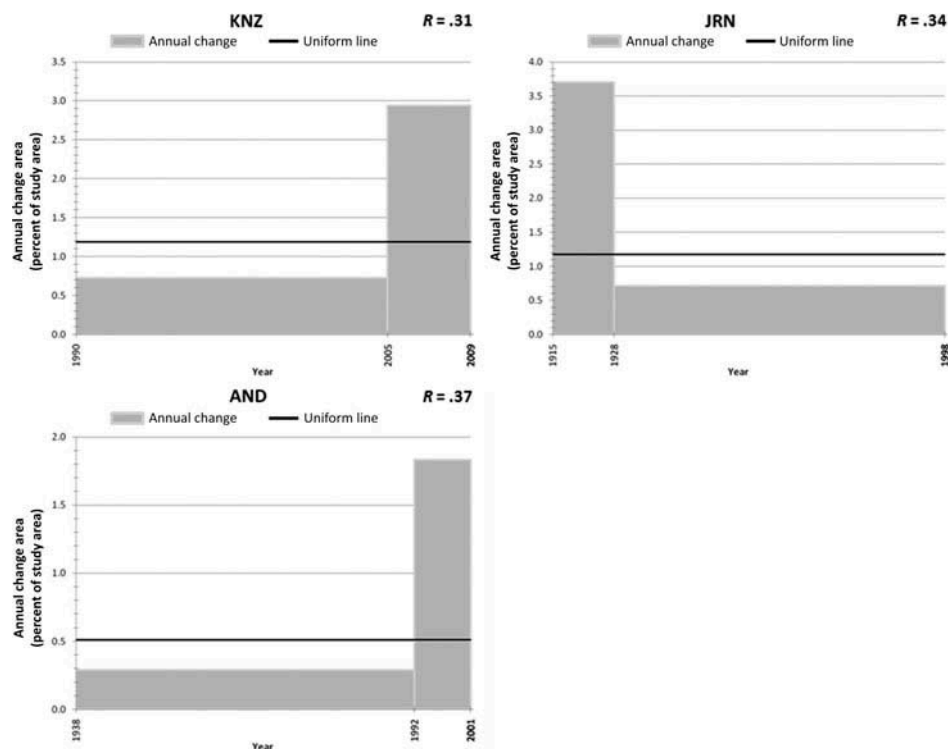 KNZ R = .31
Annual change Uniform line
Annual change area
(percent of study area)
3.5
3.0
2.5
2.0
1.5
1.0
0.5
0.0
1990 2005 2009
Year
JRN R = .34
Annual change Uniform line
Annual change area
(percent of study area)
4.0
3.5
3.0
2.5
2.0
1.5
1.0
0.5
0.0
1915 1928 1998
Year
AND R = .37
Annual change Uniform line
Annual change area
(percent of study area)
2.0
1.5
1.0
0.5
0.0
1938 1992 2001
Year